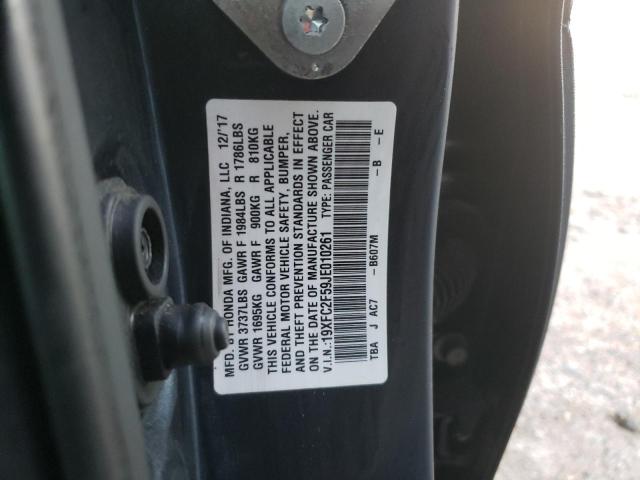 MFD. BY HONDA MFG. OF INDIANA, LLC 12/'17
GVWR 3737LBS GAWR F 1984LBS R 1786LBS
GVWR 1695KG GAWR F 900KG R 810KG
THIS VEHICLE CONFORMS TO ALL APPLICABLE
FEDERAL MOTOR VEHICLE SAFETY, BUMPER,
AND THEFT PREVENTION STANDARDS IN EFFECT
ON THE DATE OF MANUFACTURE SHOWN ABOVE.
V.I.N.:19XFC2F59JE010261 TYPE: PASSENGER CAR
TBA J AC7 -B607M -B -E